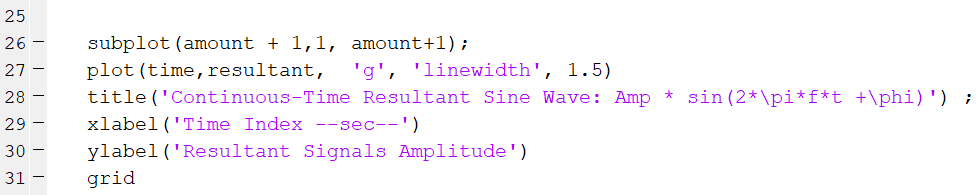 25
26 – subplot(amount + 1,1, amount+1);
27 – plot(time,resultant,  'g', 'linewidth', 1.5)
28 – title('Continuous-Time Resultant Sine Wave: Amp * sin(2*\pi*f*t +\phi)') ;
29 – xlabel('Time Index --sec--')
30 – ylabel('Resultant Signals Amplitude')
31 – grid